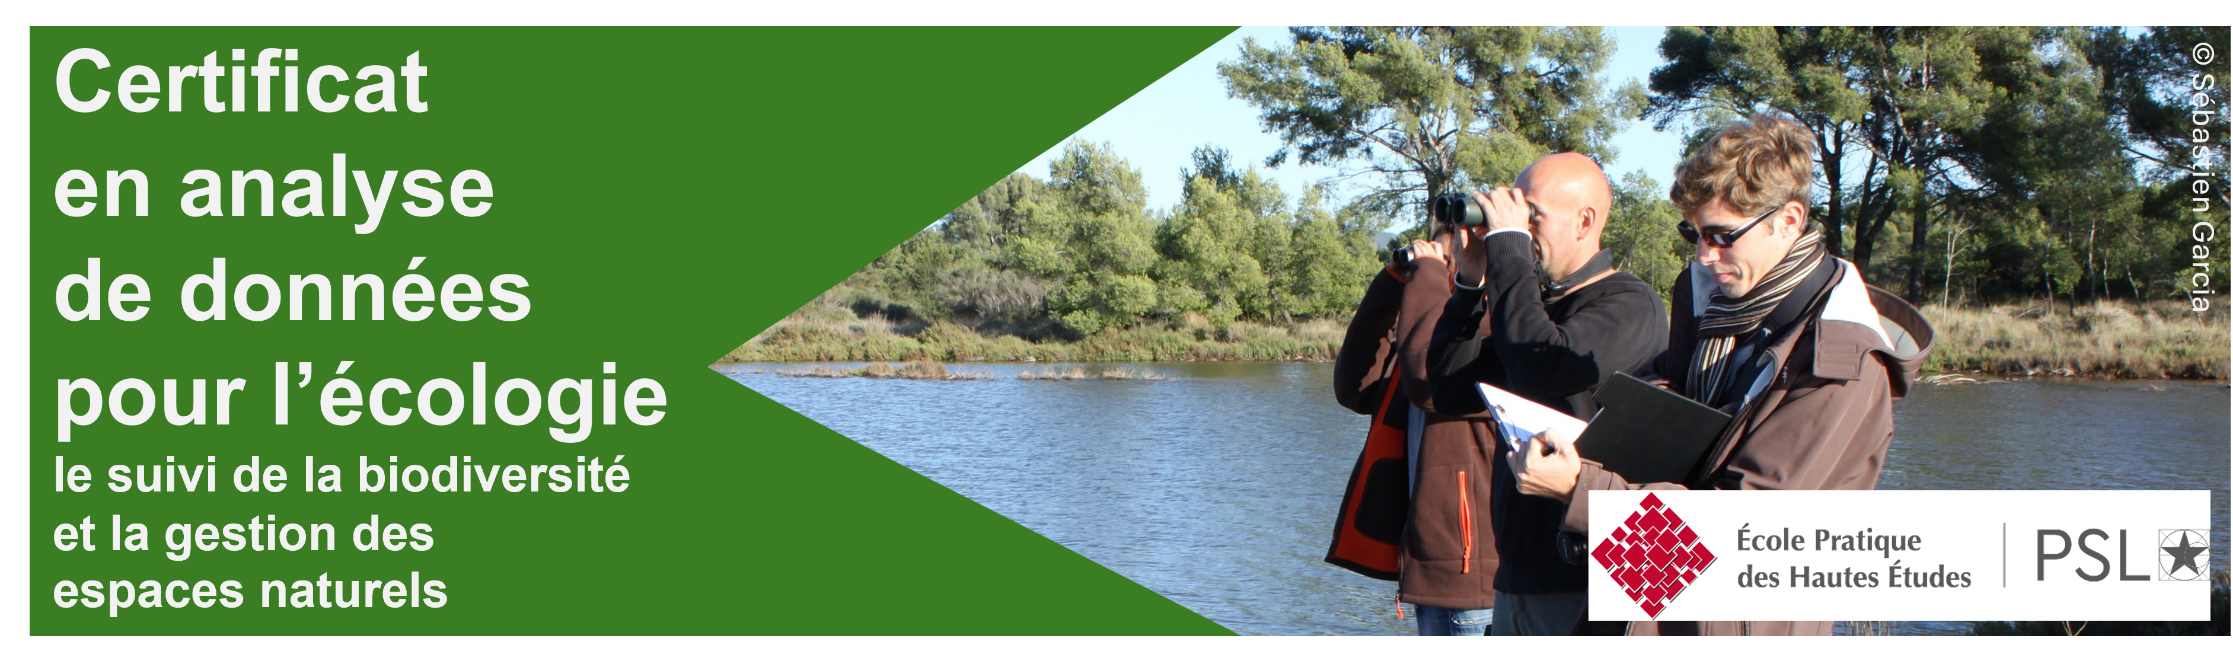 Certificat
en analyse
de données
pour l’écologie
le suivi de la biodiversité
et la gestion des
espaces naturels
© Sébastien Garcia
École Pratique
des Hautes Études
PSL